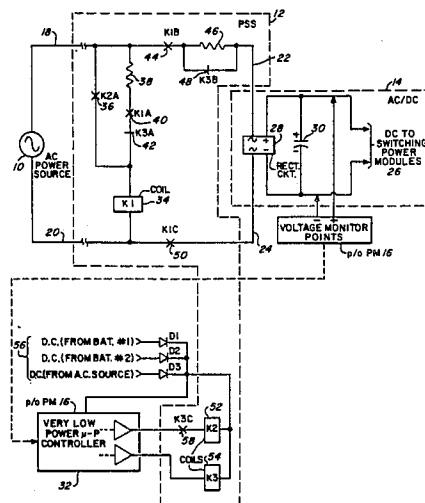 12
18
K1B
46
PSS
22
44
48
K3B
14
AC/DC
38
K2A
36
K1A
40
K3A
42
28
30
DC TO
SWITCHING
POWER
MODULES
26
RECT.
CKT.
10
AC
POWER
SOURCE
COIL
K1
34
20
K1C
50
24
VOLTAGE MONITOR
POINTS
p/o PM 16
56
D.C.(FROM BAT. #1)
D1
D.C.(FROM BAT. #2)
D2
D.C.(FROM A.C. SOURCE)
D3
p/o PM 16
VERY LOW
POWER μ-P
CONTROLLER
32
K3C
58
52
K2
COILS
54
K3